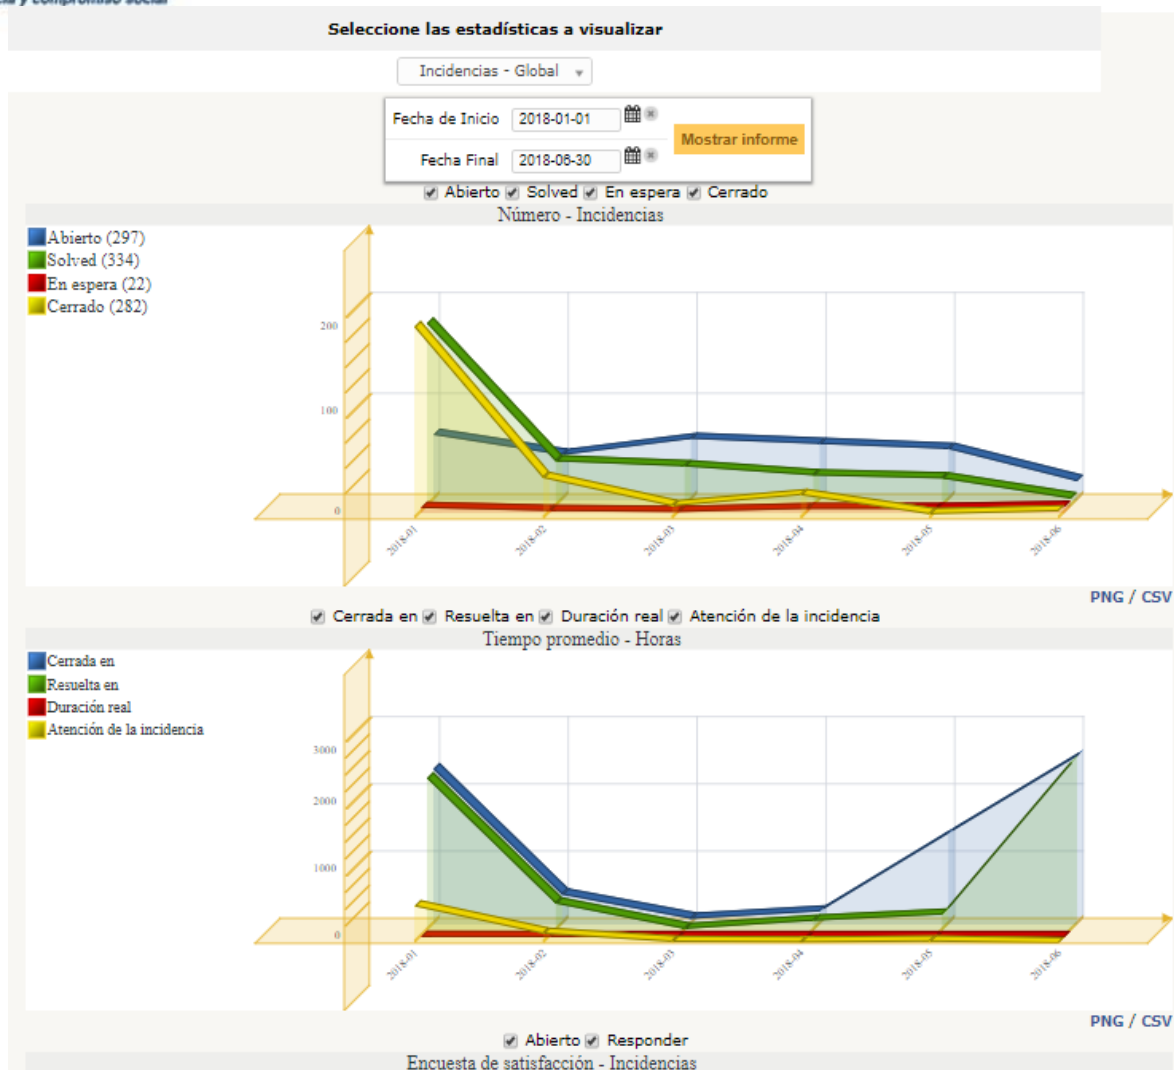 y compromiso social
Seleccione las estadísticas a visualizar
Incidencias - Global
Fecha de Inicio 2018-01-01
Mostrar informe
Fecha Final 2018-06-30
Abierto Solved En espera Cerrado
Número - Incidencias
Abierto (297)
Solved (334)
En espera (22)
Cerrado (282)
200
100
0
2018-01 2018-02 2018-03 2018-04 2018-05 2018-06
PNG / CSV
Cerrada en Resuelta en Duración real Atención de la incidencia
Tiempo promedio - Horas
Cerrada en
Resuelta en
Duración real
Atención de la incidencia
3000
2000
1000
0
2018-01 2018-02 2018-03 2018-04 2018-05 2018-06
PNG / CSV
Abierto Responder
Encuesta de satisfacción - Incidencias